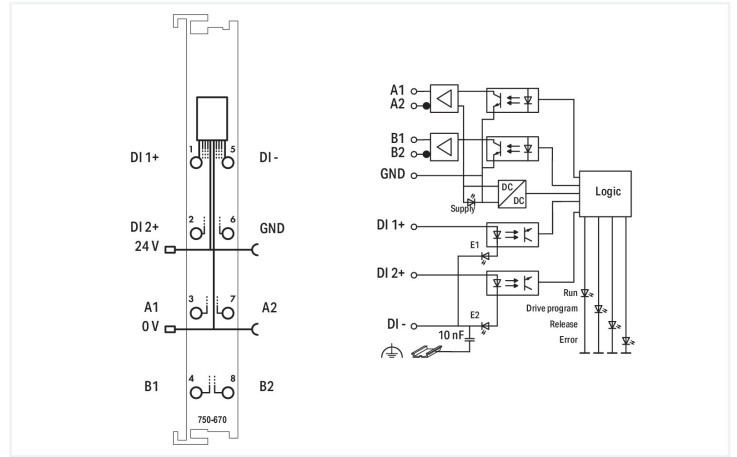 1
5
DI 1+
DI -
2
6
DI 2+
GND
24 V
3
7
A1
A2
0 V
4
8
B1
B2
750-670
A1
A2
B1
B2
GND
DC
DC
Supply
Logic
DI 1+
E1
DI 2+
Run
Drive program
DI -
E2
Release
10 nF
Error